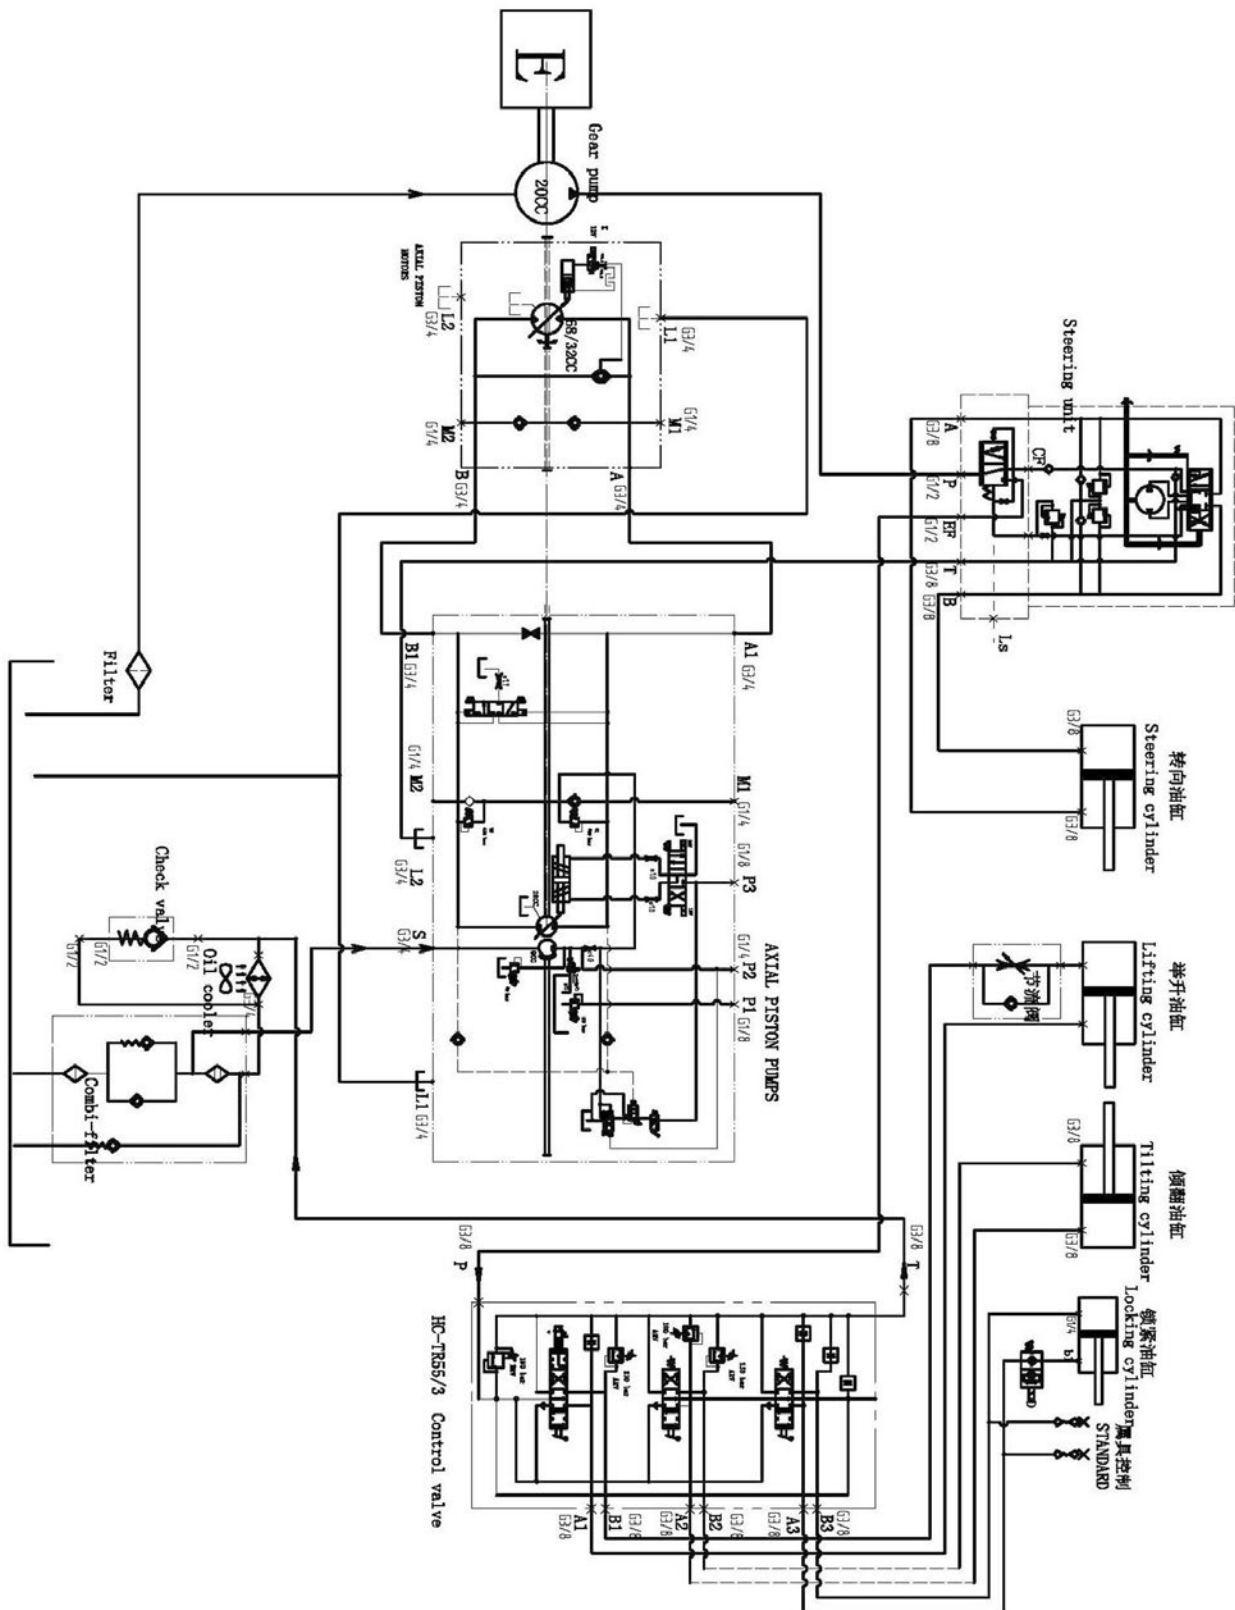 E
Gear pump
20CC
AXIAL PISTON
MOTORS
L2
G3/4
68/32CC
L1
G3/4
M2
G1/4
M1
G1/4
B
G3/4
A
G3/4
Steering unit
A
G3/8
CF
P
G1/2
EF
G1/2
T
G3/8
B
G3/8
Ls
Filter
B1
G3/4
A1
G3/4
M2
G1/4
M1
G1/4
L2
G3/4
G1/8
P3
S
G3/4
G1/4
P2
P1
G1/8
L1
G3/4
AXIAL PISTON PUMPS
转向油缸
Steering cylinder
G3/8
G3/8
举升油缸
Lifting cylinder
节流阀
倾翻油缸
Tilting cylinder
G3/8
G3/8
锁紧油缸
Locking cylinder
G1/4
b
属具控制
STANDARD
Check valve
G1/2
G1/2
G1/2
Oil cooler
G3/4
Combi-filter
G3/8
P
G3/8
T
HC-TR55/3 Control valve
A1
G3/8
B1
G3/8
A2
G3/8
B2
G3/8
A3
G3/8
B3
G3/8